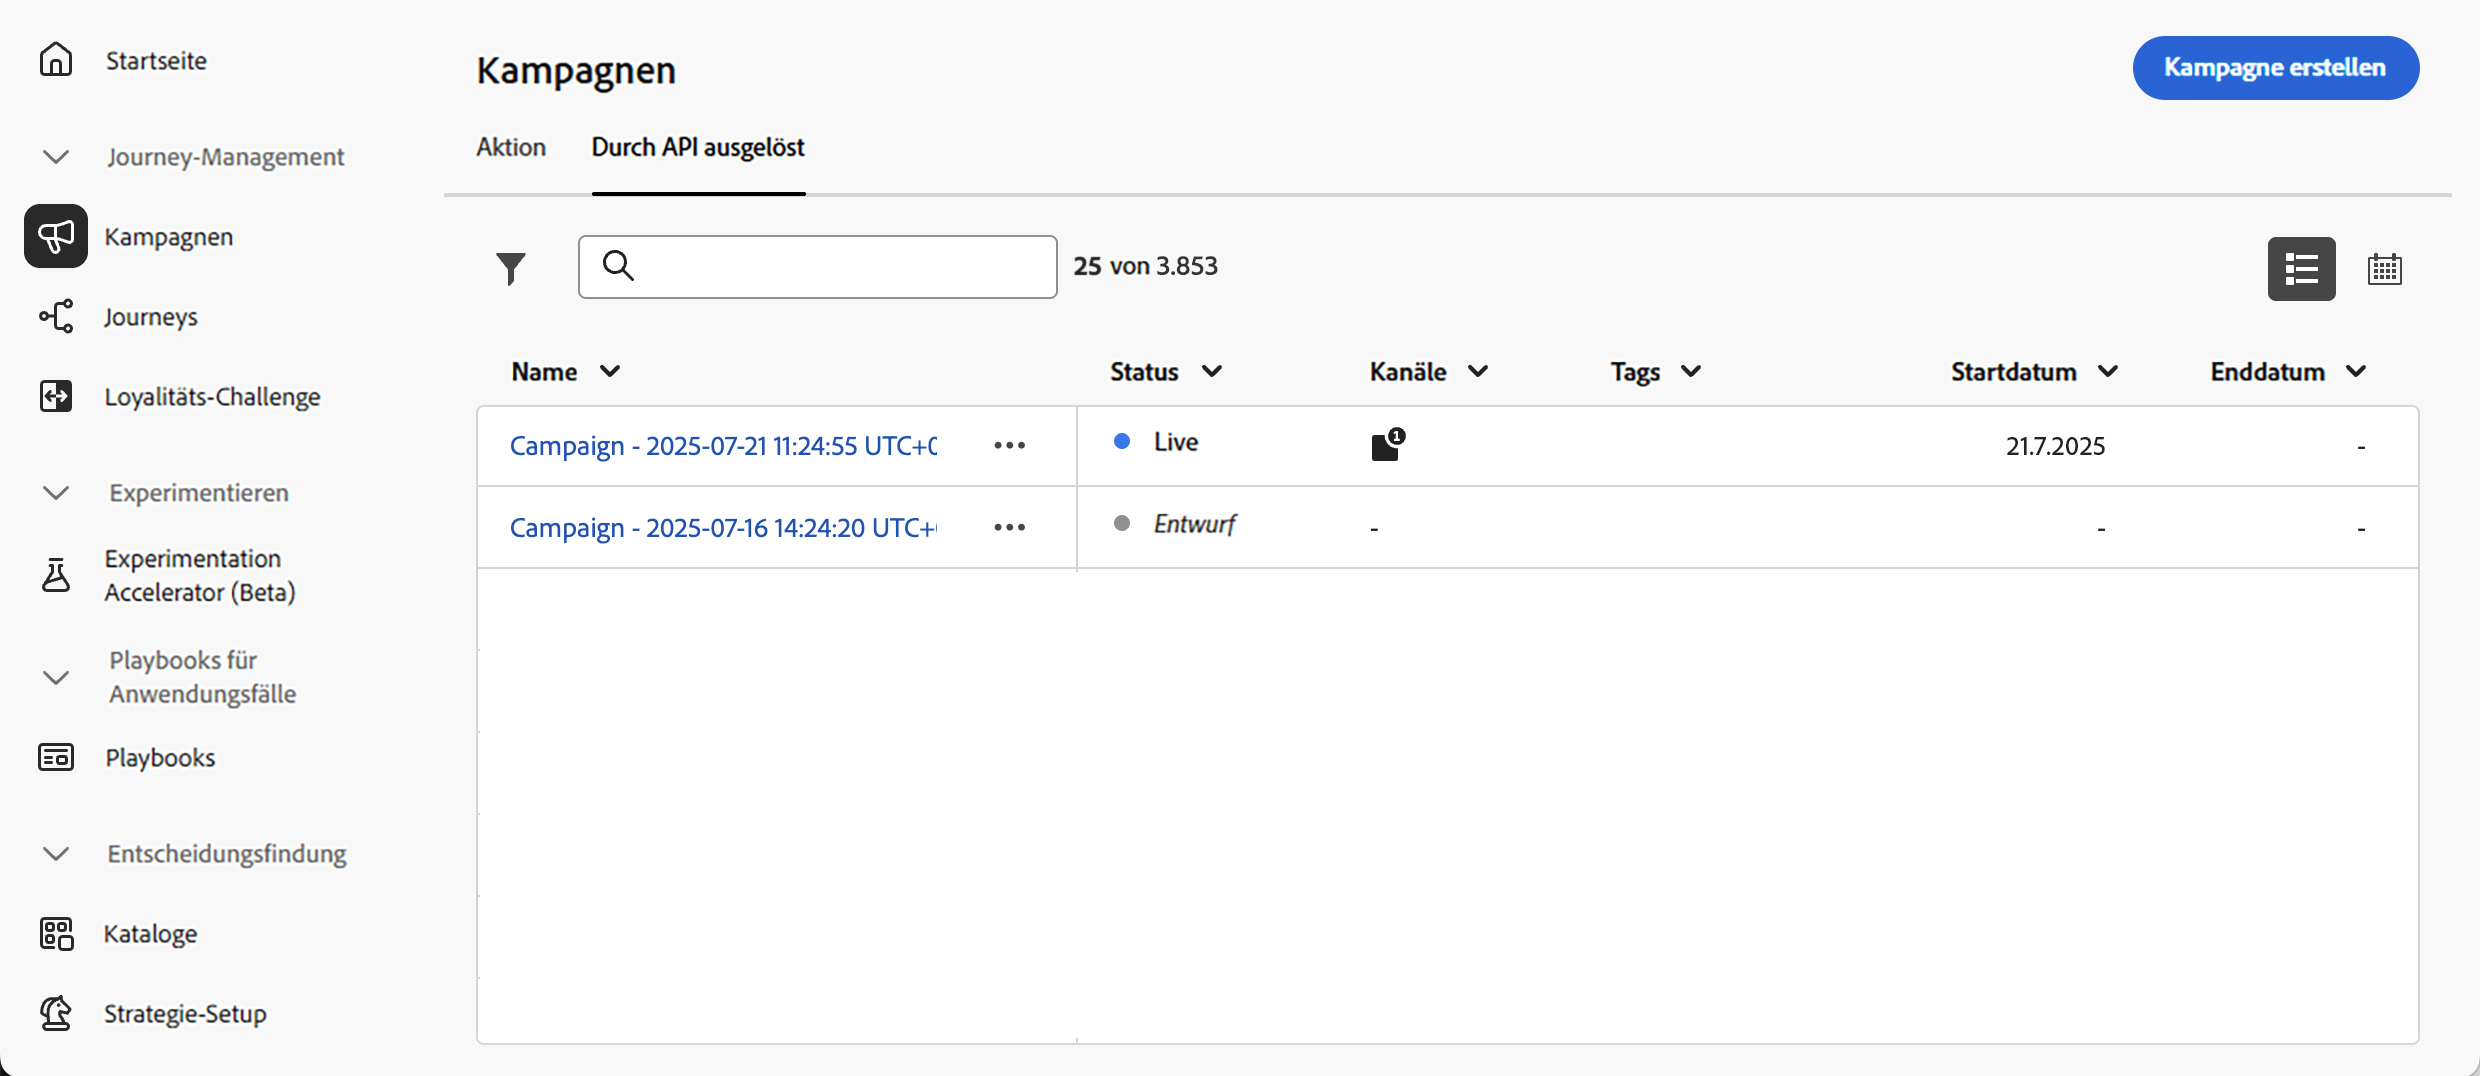 Startseite
Journey-Management
Kampagnen
Journeys
Loyalitäts-Challenge
Experimentieren
Experimentation
Accelerator (Beta)
Playbooks für
Anwendungsfälle
Playbooks
Entscheidungsfindung
Kataloge
Strategie-Setup
Kampagnen
Kampagne erstellen
Aktion Durch API ausgelöst
25 von 3.853
Name Status Kanäle Tags Startdatum Enddatum
Campaign - 2025-07-21 11:24:55 UTC+0 ••• Live 1 21.7.2025 -
Campaign - 2025-07-16 14:24:20 UTC+ ••• Entwurf - - -